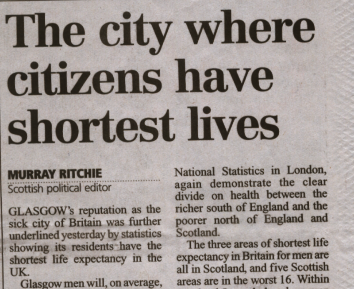 The city where
citizens have
shortest lives
MURRAY RITCHIE
Scottish political editor
GLASGOW's reputation as the
sick city of Britain was further
underlined yesterday by statistics
showing its residents have the
shortest life expectancy in the
UK.
Glasgow men will, on average,
National Statistics in London,
again demonstrate the clear
divide on health between the
richer south of England and the
poorer north of England and
Scotland.
The three areas of shortest life
expectancy in Britain for men are
all in Scotland, and five Scottish
areas are in the worst 16. Within